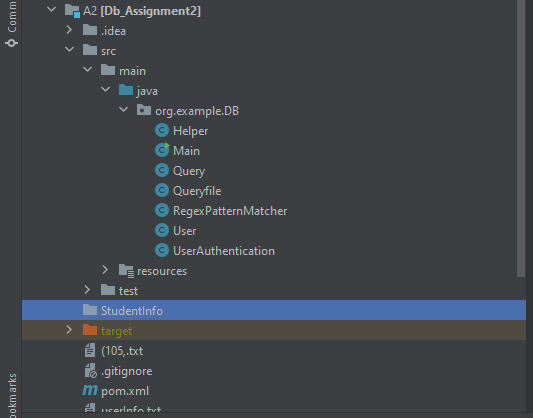 Comm
A2 [Db_Assignment2]
.idea
src
main
java
org.example.DB
Helper
Main
Query
Queryfile
RegexPatternMatcher
User
UserAuthentication
resources
test
StudentInfo
target
(105,.txt
.gitignore
pom.xml
userInfo.txt
ookmarks